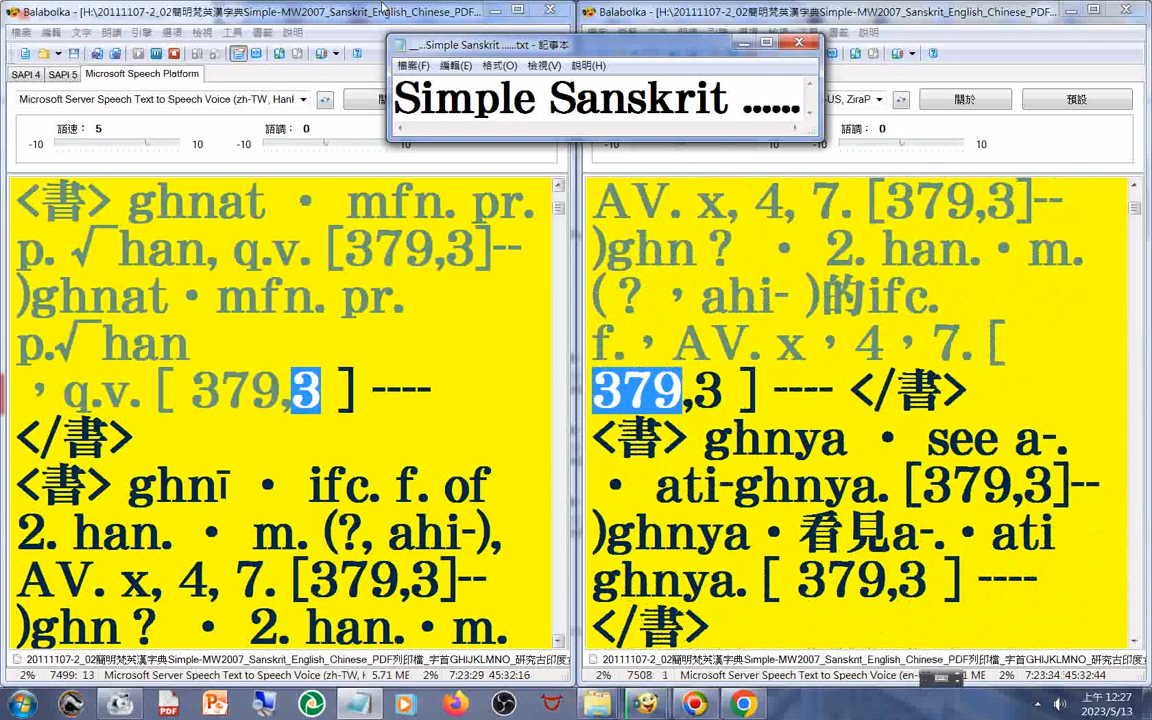 Balabolka - [H:\20111107-2_02簡明梵英漢字典Simple-MW2007_Sanskrit_English_Chinese_PDF...
檔案 編輯 文字 朗讀 引擎 選項 檢視 工具 書籤 說明
SAPI 4 SAPI 5 Microsoft Speech Platform
Microsoft Server Speech Text to Speech Voice (zh-TW, HanH
語速： 5 語調： 0
-10 10 -10 10
<書> ghnat • mfn. pr.
p. √ han, q.v. [379,3]--
)ghnat • mfn. pr.
p.√han
，q.v. [ 379,3 ] ----
</書>
<書> ghnī • ifc. f. of
2. han. • m. (?, ahi-),
AV. x, 4, 7. [379,3]--
)ghn？ • 2. han. • m.
20111107-2_02簡明梵英漢字典Simple-MW2007_Sanskrit_English_Chinese_PDF列印檔_字首GHIJKLMNO_研究古印度
2% 7499: 13 Microsoft Server Speech Text to Speech Voice (zh-TW, H 5.71 ME 2% 7:23:29 45:32:16
__...Simple Sanskrit ......txt - 記事本
檔案(F) 編輯(E) 格式(O) 檢視(V) 說明(H)
Simple Sanskrit ......
Balabolka - [H:\20111107-2_02簡明梵英漢字典Simple-MW2007_Sanskrit_English_Chinese_PDF...
-US, ZiraP 關於 預設
語調： 0
-10 10
AV. x, 4, 7. [379,3]--
)ghn？ • 2. han. • m.
(？，ahi- )的ifc.
f.，AV. x，4，7. [
379,3 ] ---- </書>
<書> ghnya • see a-.
• ati-ghnya. [379,3]--
)ghnya • 看見a-. • ati
ghnya. [ 379,3 ] ----
</書>
20111107-2_02簡明梵英漢字典Simple-MW2007_Sanskrit_English_Chinese_PDF列印檔_字首GHIJKLMNO_研究古印度
2% 7508: 1 Microsoft Server Speech Text to Speech Voice 2% 7:23:34 45:32:44
上午 12:27
2023/5/13